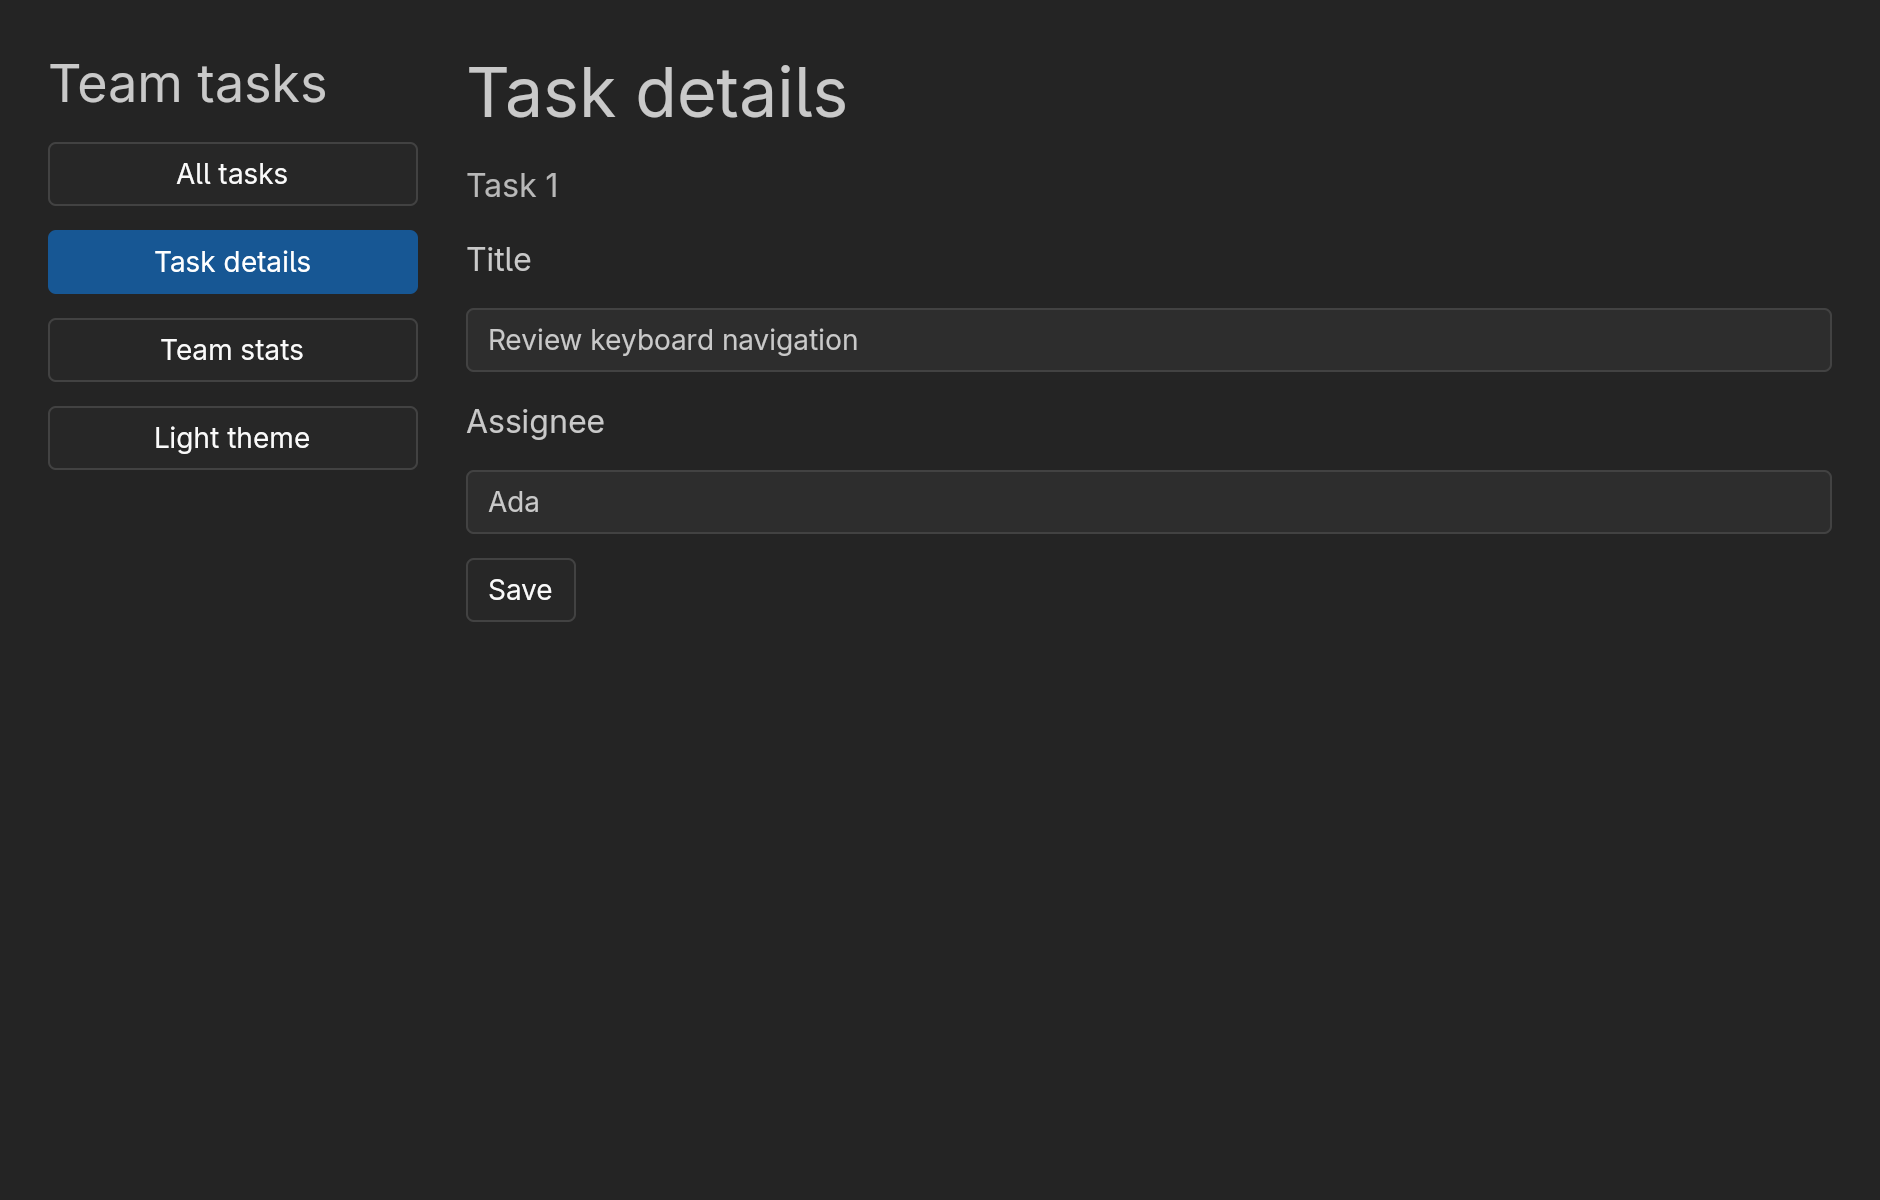 Team tasks
All tasks
Task details
Team stats
Light theme
Task details
Task 1
Title
Review keyboard navigation
Assignee
Ada
Save